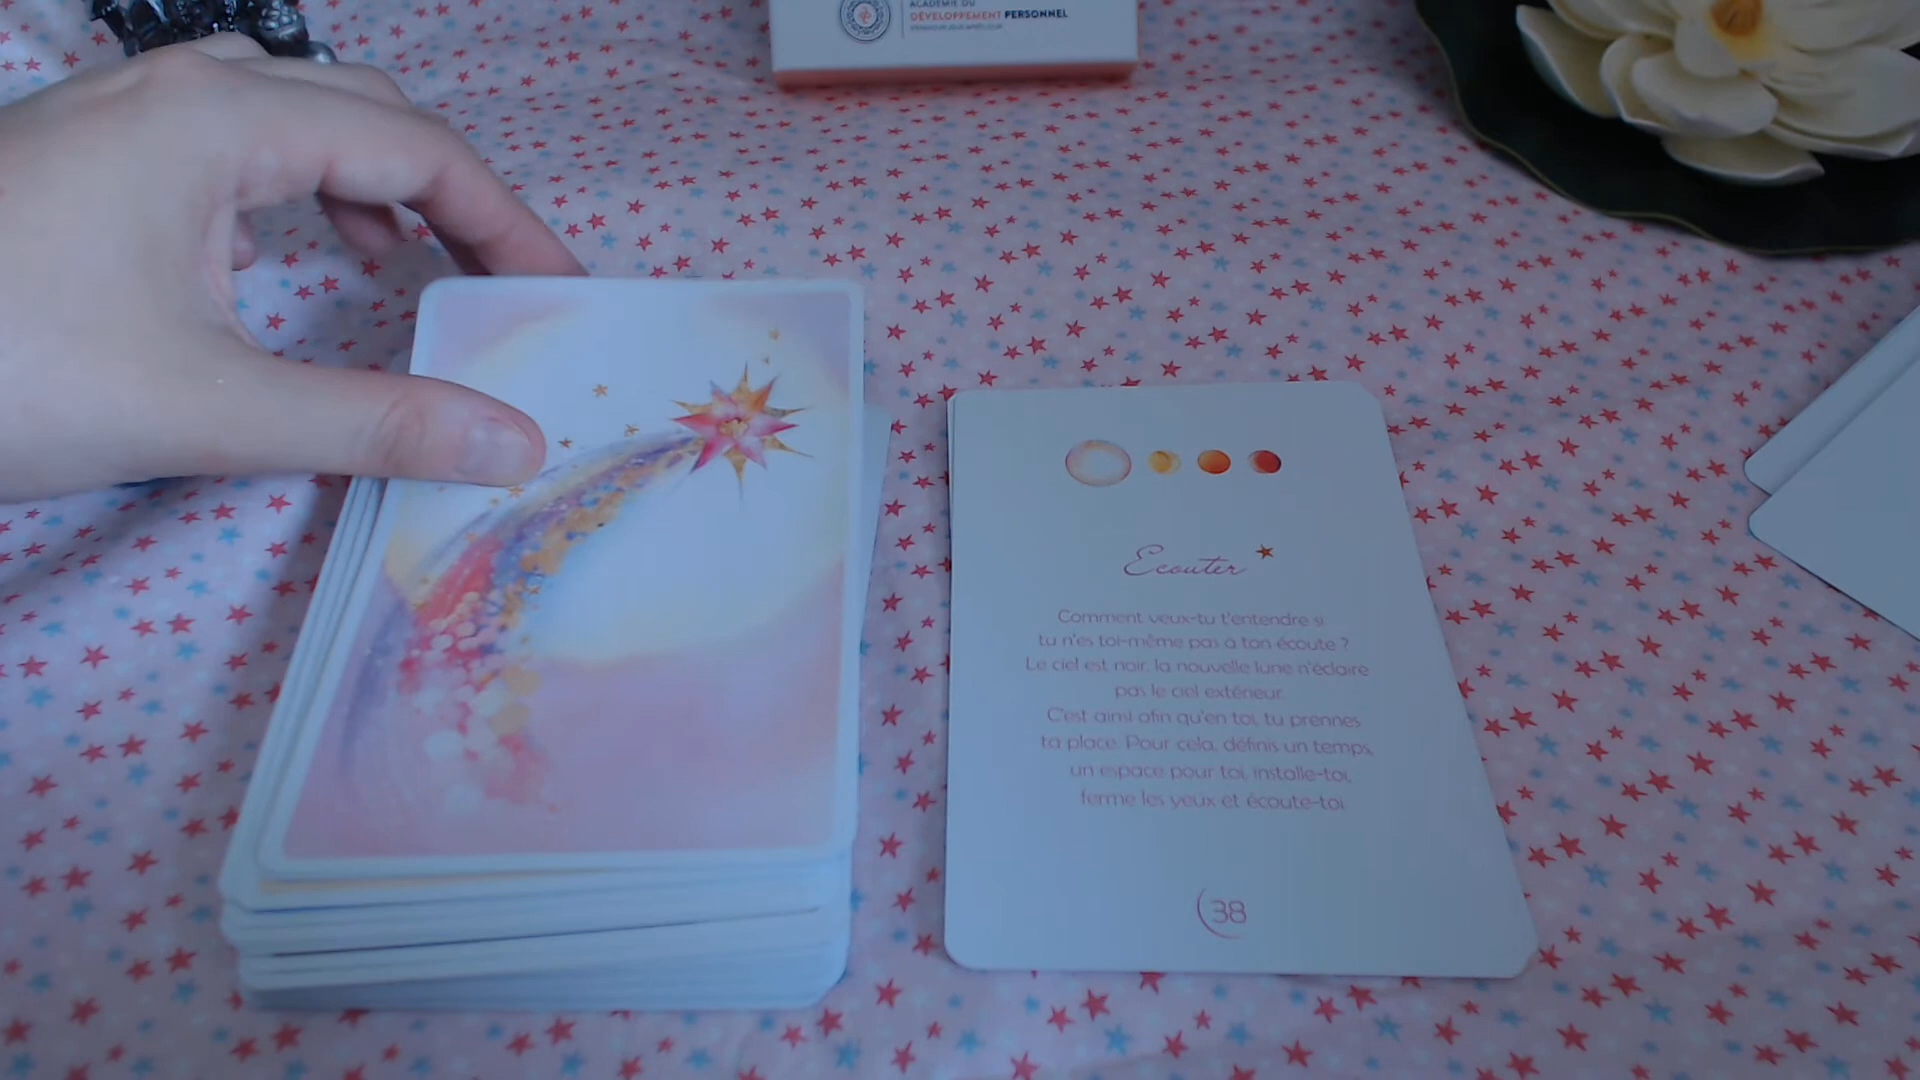 ACADÉMIE DU
DÉVELOPPEMENT PERSONNEL
Ecouter
Comment veux-tu t'entendre si
tu n'es toi-même pas à ton écoute ?
Le ciel est noir, la nouvelle lune n'éclaire
pas le ciel extérieur.
C'est ainsi afin qu'en toi, tu prennes
ta place. Pour cela, définis un temps,
un espace pour toi, installe-toi,
ferme les yeux et écoute-toi.
38